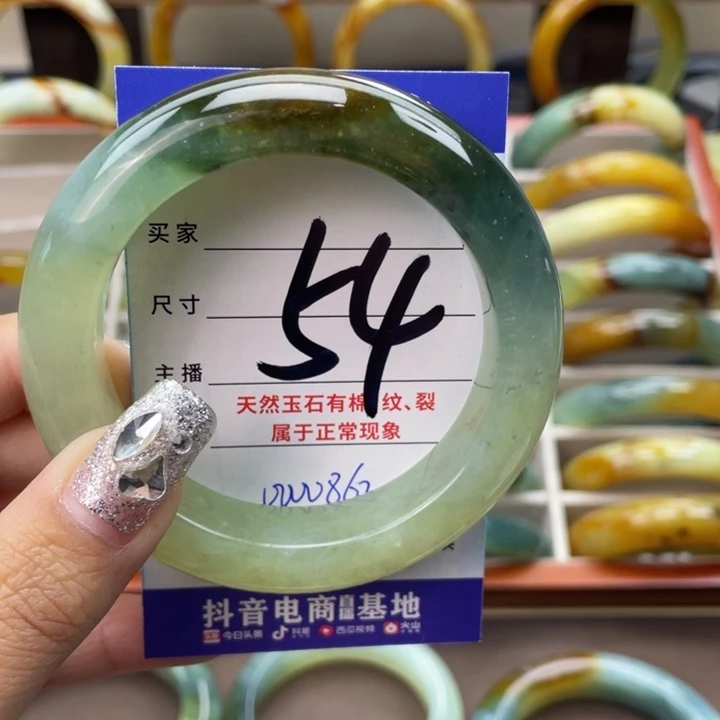 买家
54
尺寸
主播
天然玉石有棉 纹、裂
属于正常现象
抖音电商直播基地
今日头条 抖音 西瓜视频 火山